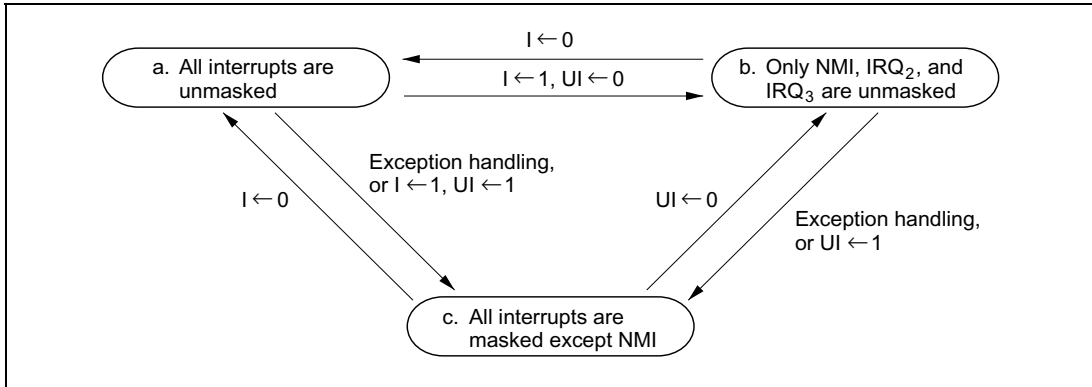 I ← 0
a. All interrupts are
unmasked
I ← 1, UI ← 0
b. Only NMI, IRQ₂, and
IRQ₃ are unmasked
Exception handling,
or I ← 1, UI ← 1
I ← 0
UI ← 0
Exception handling,
or UI ← 1
c. All interrupts are
masked except NMI